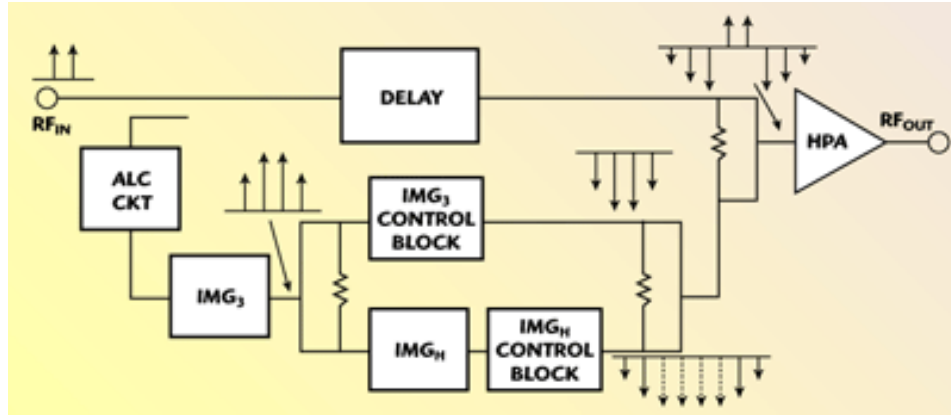 RF_IN
DELAY
HPA
RF_OUT
ALC
CKT
IMG_3
IMG_3
CONTROL
BLOCK
IMG_H
IMG_H
CONTROL
BLOCK